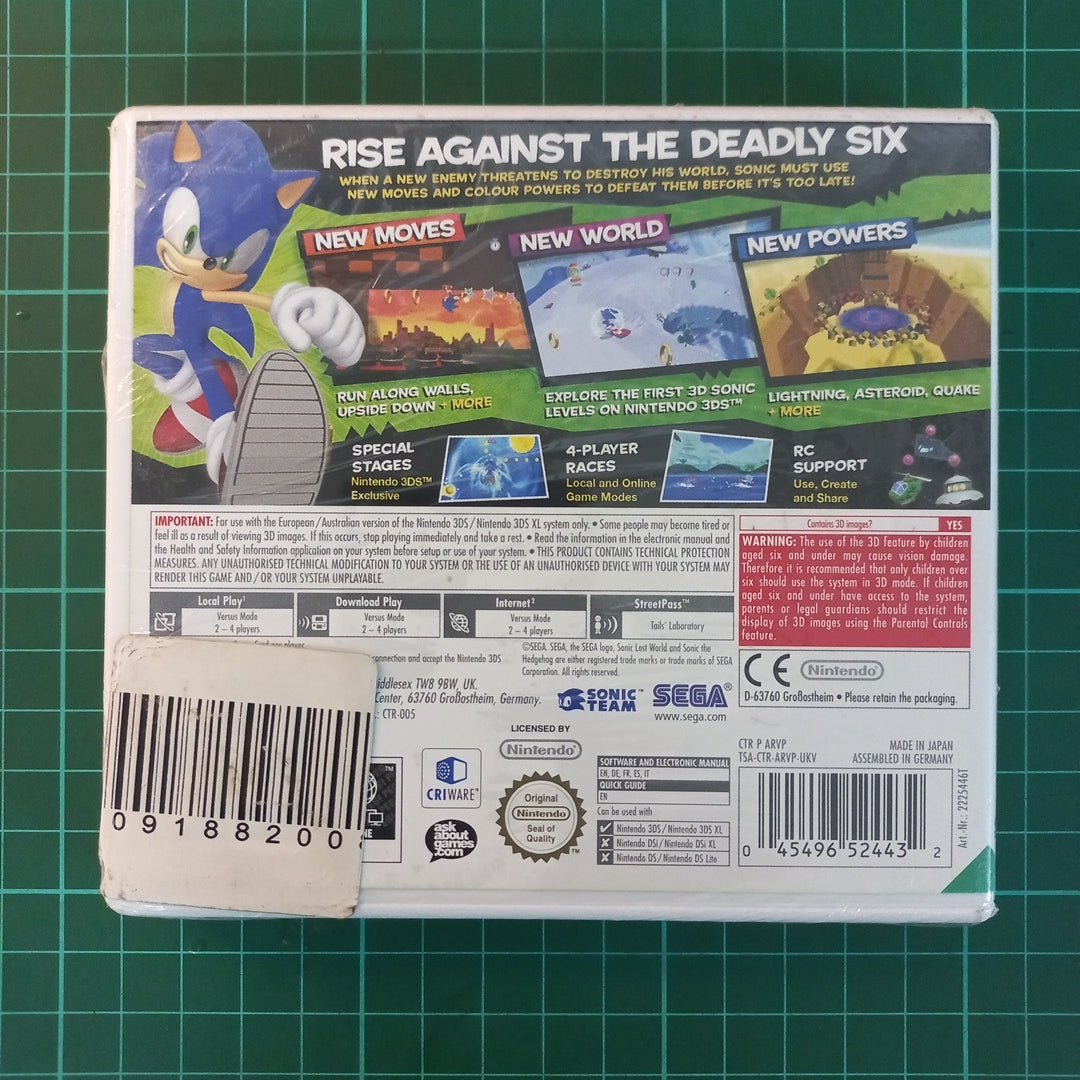 RISE AGAINST THE DEADLY SIX
WHEN A NEW ENEMY THREATENS TO DESTROY HIS WORLD, SONIC MUST USE
NEW MOVES AND COLOUR POWERS TO DEFEAT THEM BEFORE IT'S TOO LATE!
NEW MOVES
NEW WORLD
NEW POWERS
RUN ALONG WALLS,
UPSIDE DOWN + MORE
EXPLORE THE FIRST 3D SONIC
LEVELS ON NINTENDO 3DS™
LIGHTNING, ASTEROID, QUAKE
+ MORE
SPECIAL
STAGES
Nintendo 3DS™
Exclusive
4-PLAYER
RACES
Local and Online
Game Modes
RC
SUPPORT
Use, Create
and Share
IMPORTANT: For use with the European/Australian version of the Nintendo 3DS/Nintendo 3DS XL system only. • Some people may become tired or
feel ill as a result of viewing 3D images. If this occurs, stop playing immediately and take a rest. • Read the information in the electronic manual and
the Health and Safety Information application on your system before setup or use of your system. • THIS PRODUCT CONTAINS TECHNICAL PROTECTION
MEASURES. ANY UNAUTHORISED TECHNICAL MODIFICATION TO YOUR SYSTEM OR THE USE OF AN UNAUTHORISED DEVICE WITH YOUR SYSTEM MAY
RENDER THIS GAME AND/OR YOUR SYSTEM UNPLAYABLE.
Contains 3D images? YES
WARNING: The use of the 3D feature by children
aged six and under may cause vision damage.
Therefore it is recommended that only children over
six should use the system in 3D mode. If children
aged six and under have access to the system,
parents or legal guardians should restrict the
display of 3D images using the Parental Controls
feature.
Local Play¹
Versus Mode
2 – 4 players
Download Play
Versus Mode
2 – 4 players
Internet²
Versus Mode
2 – 4 players
StreetPass™
Tails' Laboratory
connection and accept the Nintendo 3DS
©SEGA. SEGA, the SEGA logo, Sonic Lost World and Sonic the
Hedgehog are either registered trade marks or trade marks of SEGA
Corporation. All rights reserved.
iddlesex TW8 9BW, UK.
Center, 63760 Großostheim, Germany.
.: CTR-005
SONIC TEAM™
SEGA®
www.sega.com
CE
Nintendo®
D-63760 Großostheim • Please retain the packaging.
LICENSED BY
Nintendo®
CRIWARE™
ask
about
games
.com
Original
Nintendo
Seal of
Quality
™
SOFTWARE AND ELECTRONIC MANUAL
EN, DE, FR, ES, IT
QUICK GUIDE
EN
Can be used with
Nintendo 3DS/Nintendo 3DS XL
Nintendo DSi/Nintendo DSi XL
Nintendo DS/Nintendo DS Lite
CTR P ARVP
TSA-CTR-ARVP-UKV
MADE IN JAPAN
ASSEMBLED IN GERMANY
0 45496 52443 2
Art.-Nr.: 2225446T
™
NE
09188200